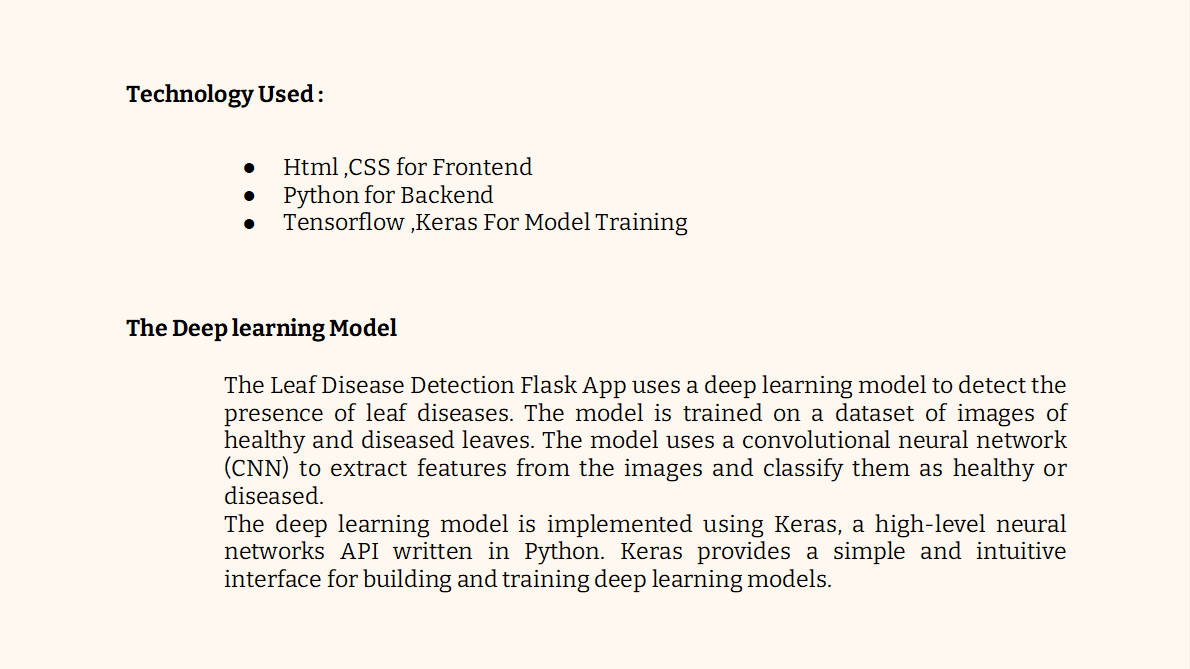 Technology Used :
● Html ,CSS for Frontend
● Python for Backend
● Tensorflow ,Keras For Model Training
The Deep learning Model
The Leaf Disease Detection Flask App uses a deep learning model to detect the
presence of leaf diseases. The model is trained on a dataset of images of
healthy and diseased leaves. The model uses a convolutional neural network
(CNN) to extract features from the images and classify them as healthy or
diseased.
The deep learning model is implemented using Keras, a high-level neural
networks API written in Python. Keras provides a simple and intuitive
interface for building and training deep learning models.